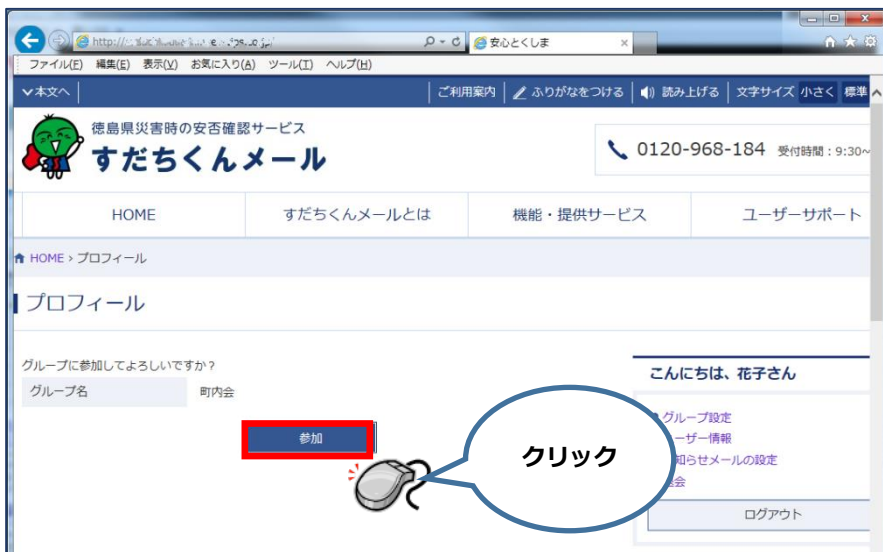 http://
安心とくしま
ファイル(F) 編集(E) 表示(V) お気に入り(A) ツール(T) ヘルプ(H)
本文へ
ご利用案内 ふりがなをつける 読み上げる 文字サイズ 小さく 標準
徳島県災害時の安否確認サービス
すだちくんメール
0120-968-184 受付時間：9:30～
HOME すだちくんメールとは 機能・提供サービス ユーザーサポート
HOME › プロフィール
プロフィール
グループに参加してよろしいですか？
グループ名 町内会
参加
クリック
こんにちは、花子さん
グループ設定
ーザー情報
知らせメールの設定
会
ログアウト